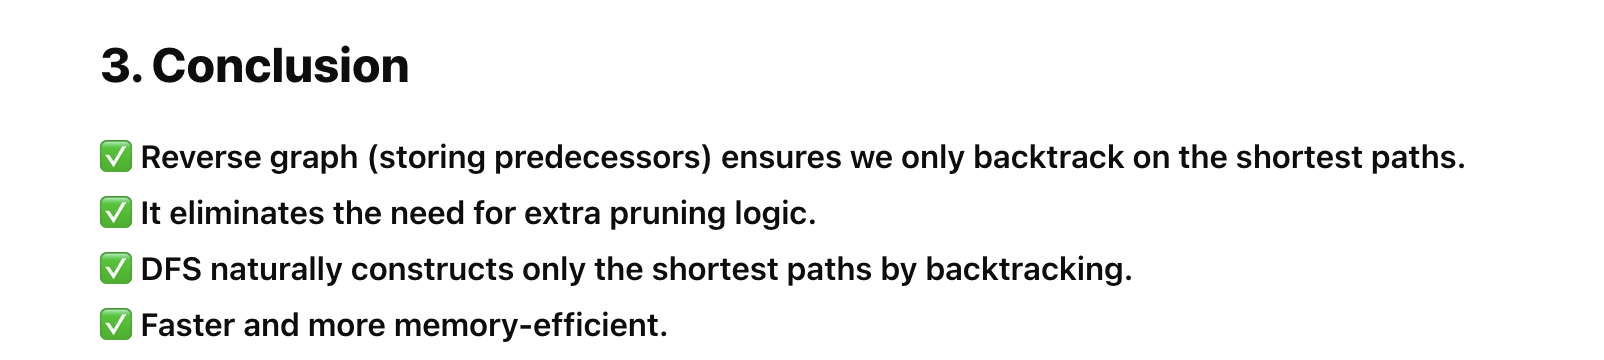 3. Conclusion
✅ Reverse graph (storing predecessors) ensures we only backtrack on the shortest paths.
✅ It eliminates the need for extra pruning logic.
✅ DFS naturally constructs only the shortest paths by backtracking.
✅ Faster and more memory-efficient.